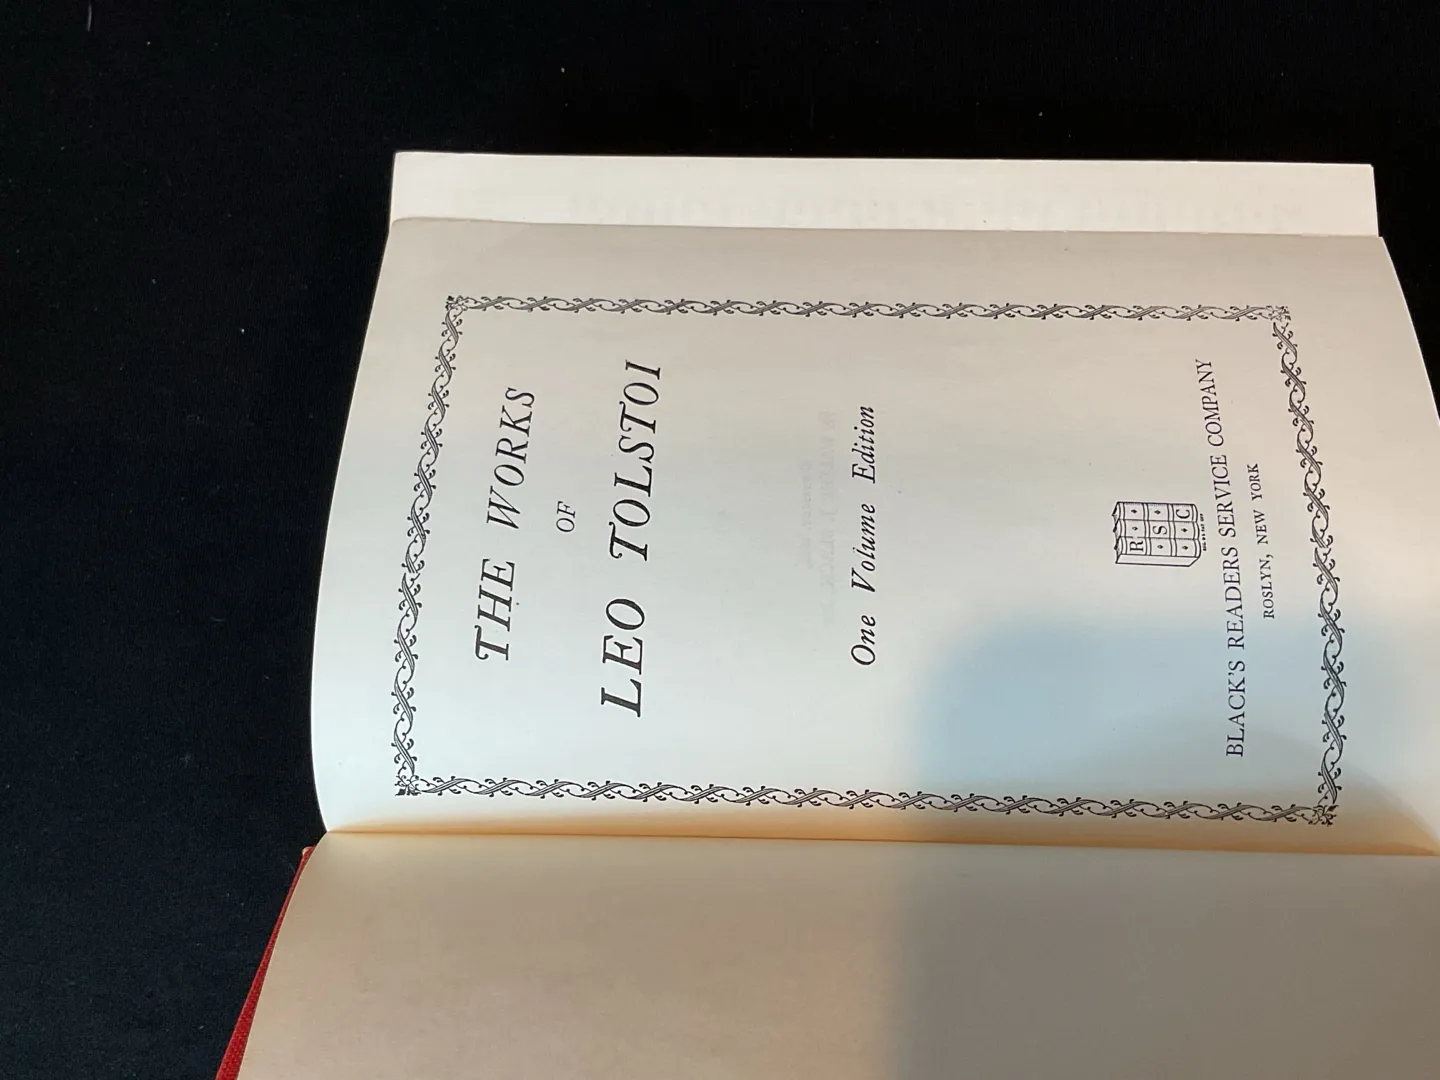 THE WORKS
OF
LEO TOLSTOI
One Volume Edition
R
S
C
BLACK'S READERS SERVICE COMPANY
ROSLYN, NEW YORK